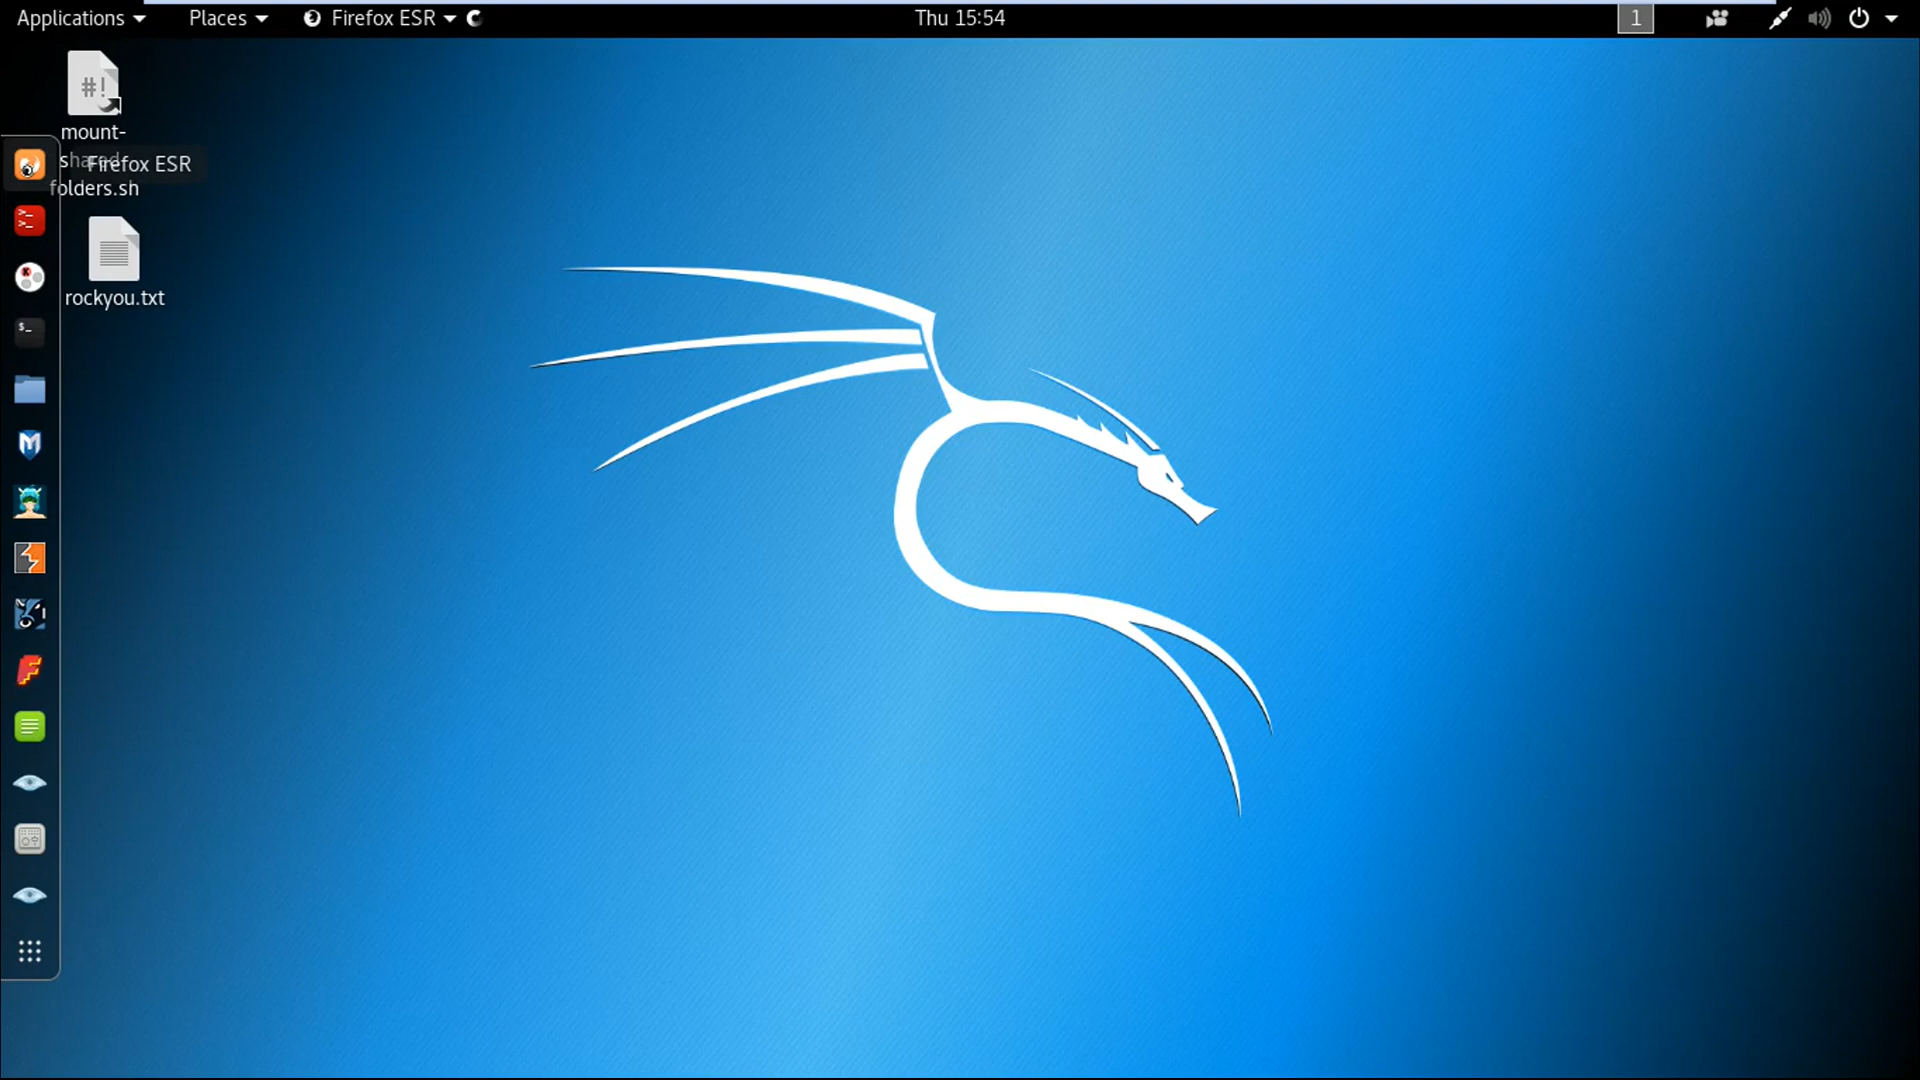 Applications
Places
Firefox ESR
Thu 15:54
1
#!
mount-
shared-
Firefox ESR
folders.sh
rockyou.txt
$_